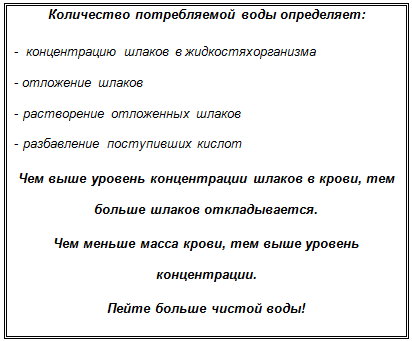 Количество потребляемой воды определяет:
- концентрацию шлаков в жидкостяхорганизма
- отложение шлаков
- растворение отложенных шлаков
- разбавление поступивших кислот
Чем выше уровень концентрации шлаков в крови, тем
больше шлаков откладывается.
Чем меньше масса крови, тем выше уровень
концентрации.
Пейте больше чистой воды!